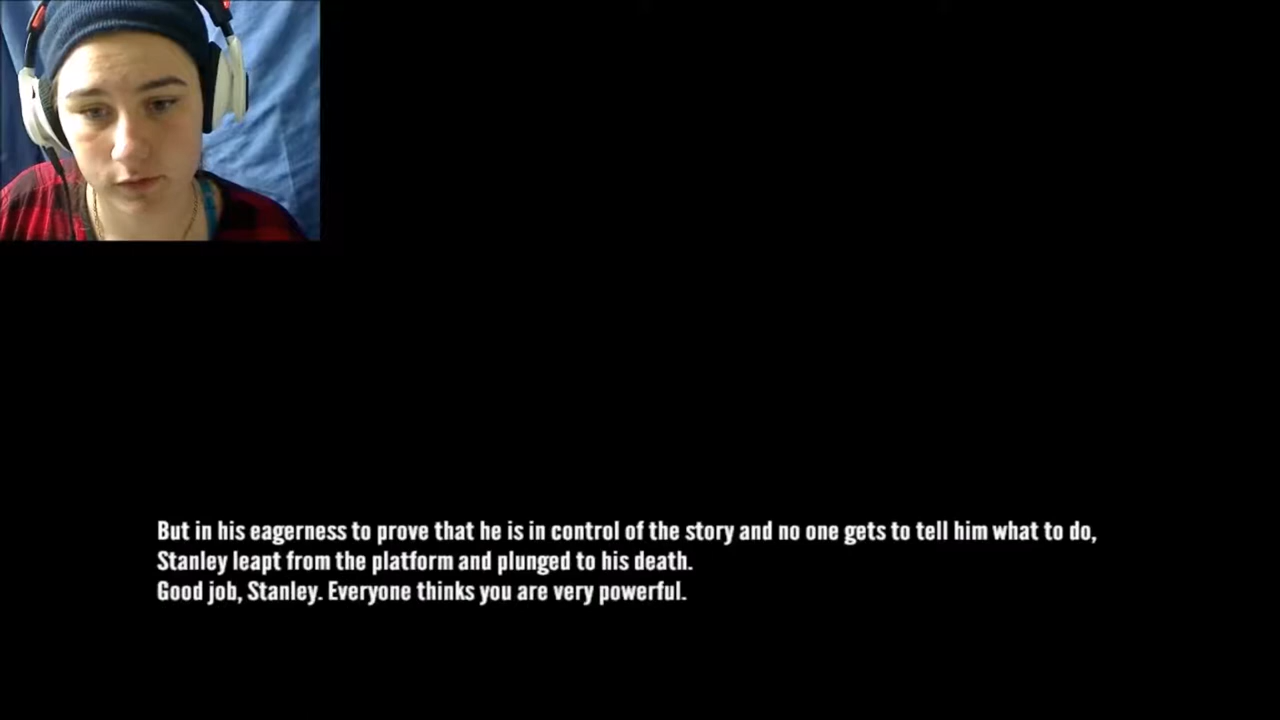 But in his eagerness to prove that he is in control of the story and no one gets to tell him what to do,
Stanley leapt from the platform and plunged to his death.
Good job, Stanley. Everyone thinks you are very powerful.